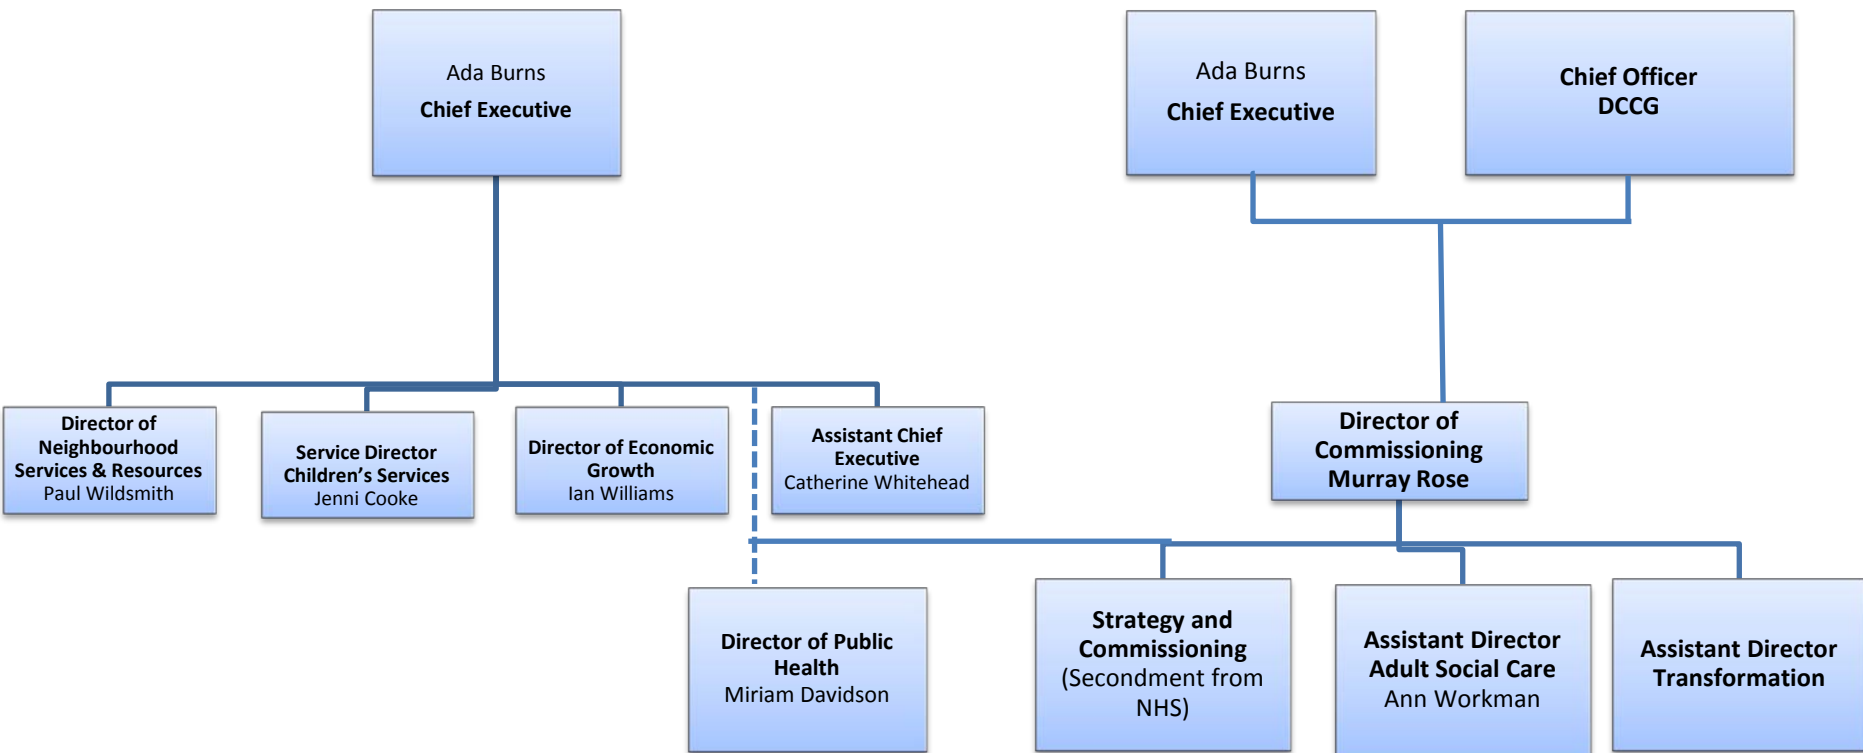 Ada Burns
Chief Executive
Ada Burns
Chief Executive
Chief Officer
DCCG
Director of
Neighbourhood
Services & Resources
Paul Wildsmith
Service Director
Children’s Services
Jenni Cooke
Director of Economic
Growth
Ian Williams
Assistant Chief
Executive
Catherine Whitehead
Director of
Commissioning
Murray Rose
Director of Public
Health
Miriam Davidson
Strategy and
Commissioning
(Secondment from
NHS)
Assistant Director
Adult Social Care
Ann Workman
Assistant Director
Transformation